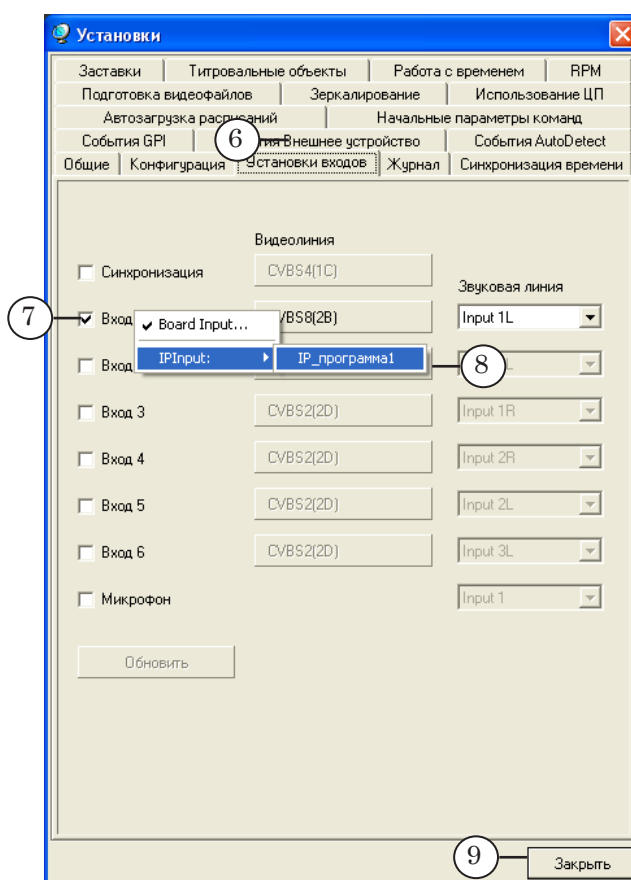 Установки
Заставки Титровальные объекты Работа с временем RPM
Подготовка видеофайлов Зеркалирование Использование ЦП
Автозагрузка расписаний Начальные параметры команд
События GPI 6 Внешнее устройство События AutoDetect
Общие Конфигурация Установки входов Журнал Синхронизация времени
Видеолиния
Синхронизация CVBS4(1C)
Звуковая линия
7 Вход VBS8(2B) Input 1L
Board Input...
Вход IPInput: IP_программа1 8 L
Вход 3 CVBS2(2D) Input 1R
Вход 4 CVBS2(2D) Input 2R
Вход 5 CVBS2(2D) Input 2L
Вход 6 CVBS2(2D) Input 3L
Микрофон Input 1
Обновить
9 Закрыть